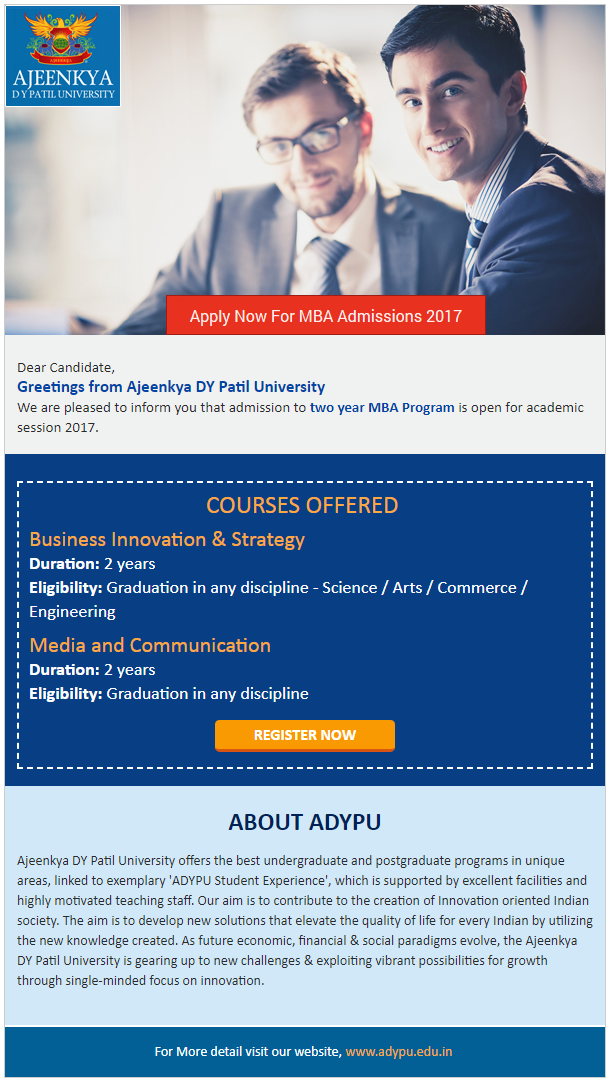 AJEENKYA
D Y PATIL UNIVERSITY
Apply Now For MBA Admissions 2017
Dear Candidate,
Greetings from Ajeenkya DY Patil University
We are pleased to inform you that admission to two year MBA Program is open for academic
session 2017.
COURSES OFFERED
Business Innovation & Strategy
Duration: 2 years
Eligibility: Graduation in any discipline - Science / Arts / Commerce /
Engineering
Media and Communication
Duration: 2 years
Eligibility: Graduation in any discipline
REGISTER NOW
ABOUT ADYPU
Ajeenkya DY Patil University offers the best undergraduate and postgraduate programs in unique
areas, linked to exemplary 'ADYPU Student Experience', which is supported by excellent facilities and
highly motivated teaching staff. Our aim is to contribute to the creation of Innovation oriented Indian
society. The aim is to develop new solutions that elevate the quality of life for every Indian by utilizing
the new knowledge created. As future economic, financial & social paradigms evolve, the Ajeenkya
DY Patil University is gearing up to new challenges & exploiting vibrant possibilities for growth
through single-minded focus on innovation.
For More detail visit our website, www.adypu.edu.in